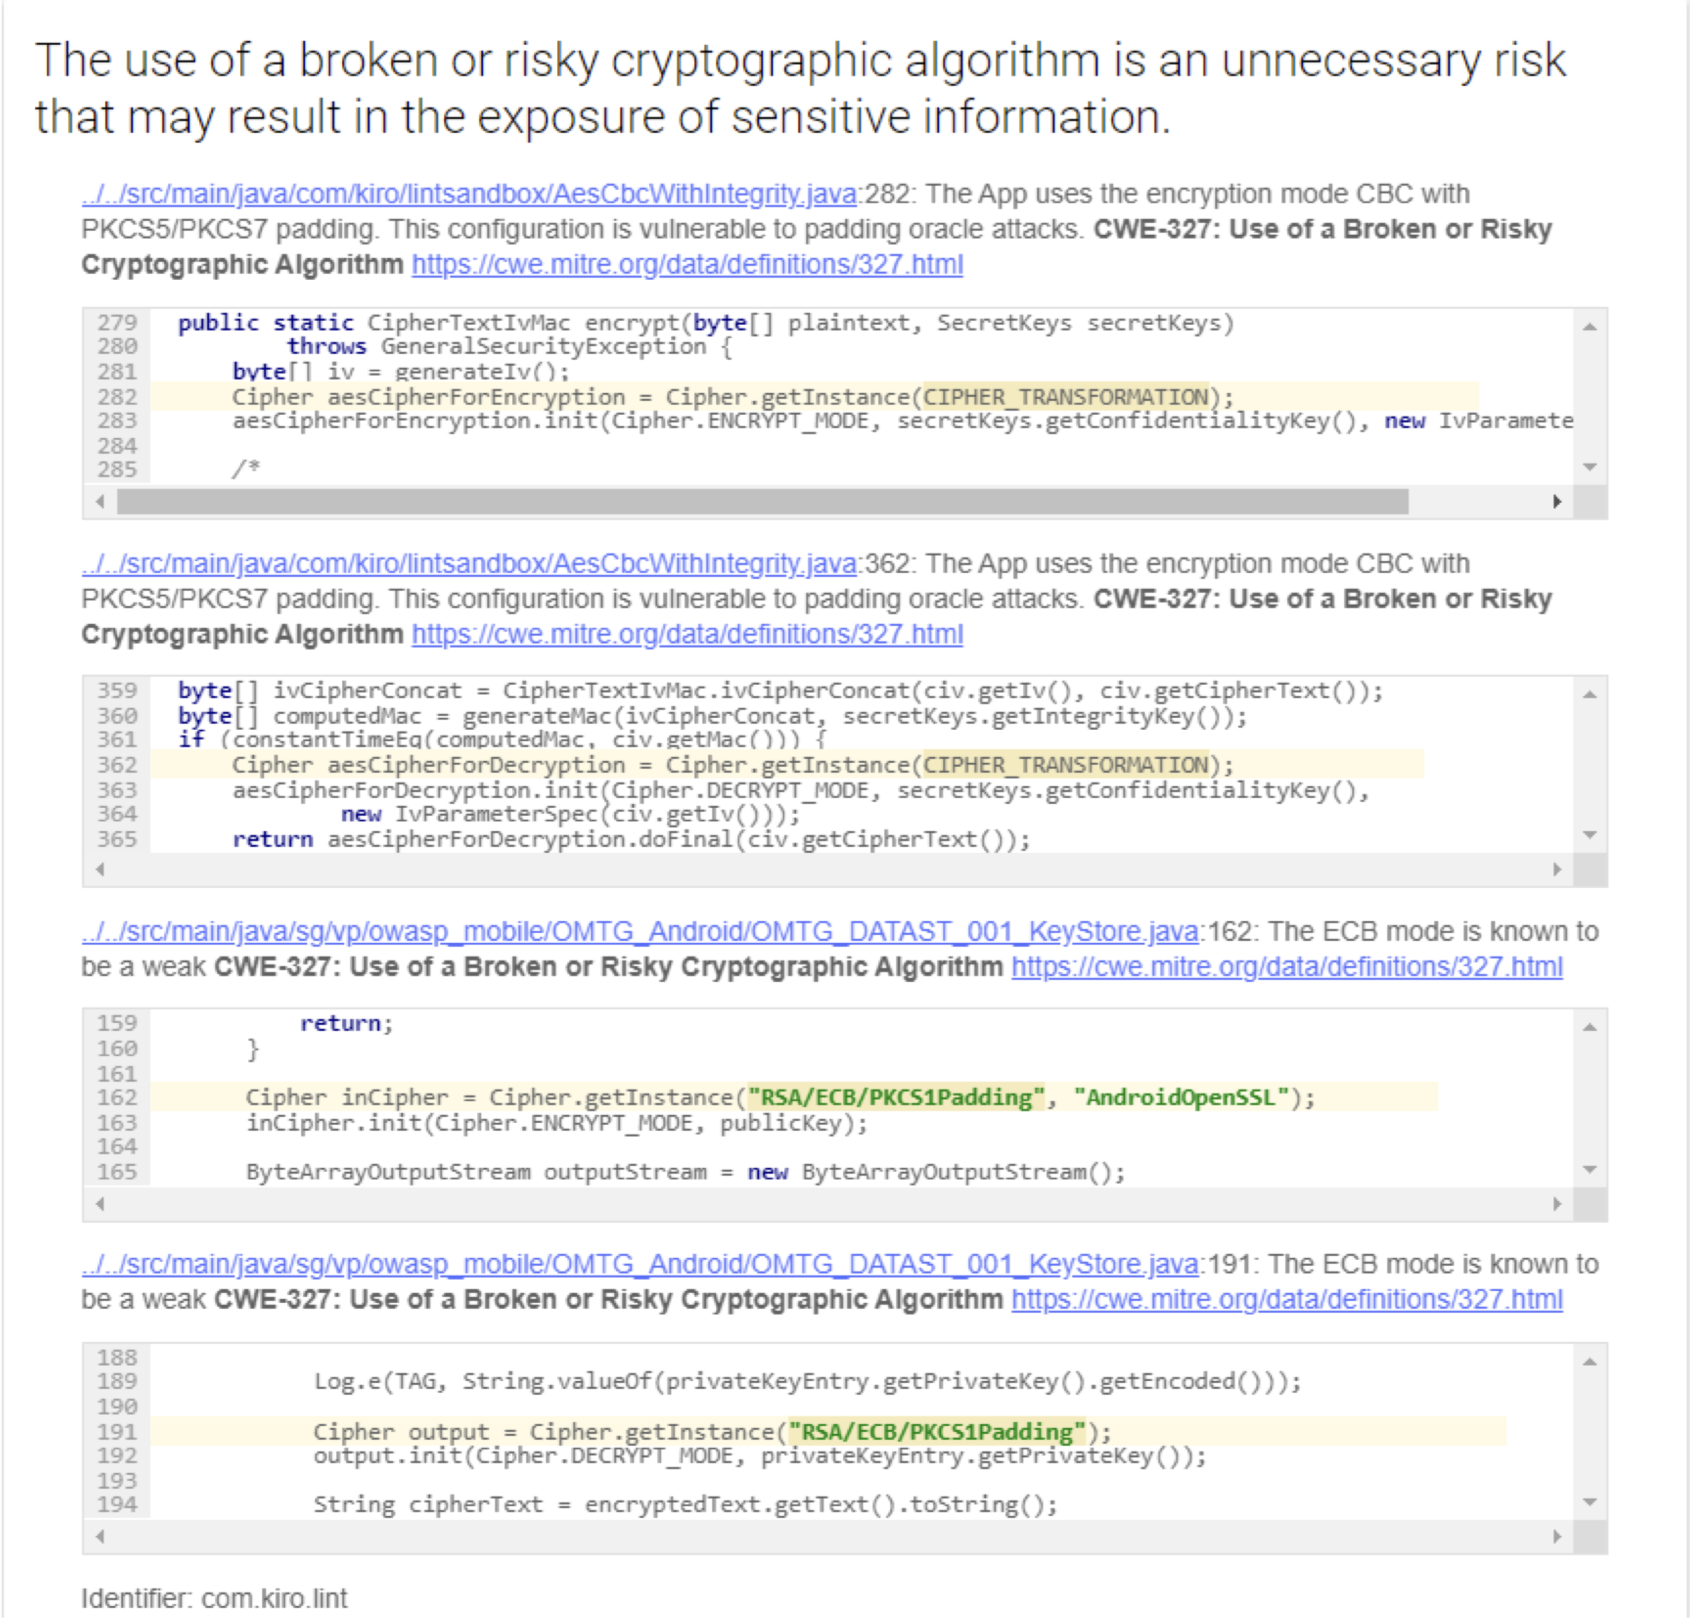 The use of a broken or risky cryptographic algorithm is an unnecessary risk
that may result in the exposure of sensitive information.
../../src/main/java/com/kiro/lintsandbox/AesCbcWithIntegrity.java:282: The App uses the encryption mode CBC with
PKCS5/PKCS7 padding. This configuration is vulnerable to padding oracle attacks. CWE-327: Use of a Broken or Risky
Cryptographic Algorithm https://cwe.mitre.org/data/definitions/327.html
279 public static CipherTextIvMac encrypt(byte[] plaintext, SecretKeys secretKeys)
280 throws GeneralSecurityException {
281 byte[] iv = generateIv();
282 Cipher aesCipherForEncryption = Cipher.getInstance(CIPHER_TRANSFORMATION);
283 aesCipherForEncryption.init(Cipher.ENCRYPT_MODE, secretKeys.getConfidentialityKey(), new IvParamete
284
285 /*
../../src/main/java/com/kiro/lintsandbox/AesCbcWithIntegrity.java:362: The App uses the encryption mode CBC with
PKCS5/PKCS7 padding. This configuration is vulnerable to padding oracle attacks. CWE-327: Use of a Broken or Risky
Cryptographic Algorithm https://cwe.mitre.org/data/definitions/327.html
359 byte[] ivCipherConcat = CipherTextIvMac.ivCipherConcat(civ.getIv(), civ.getCipherText());
360 byte[] computedMac = generateMac(ivCipherConcat, secretKeys.getIntegrityKey());
361 if (constantTimeEq(computedMac, civ.getMac())) {
362 Cipher aesCipherForDecryption = Cipher.getInstance(CIPHER_TRANSFORMATION);
363 aesCipherForDecryption.init(Cipher.DECRYPT_MODE, secretKeys.getConfidentialityKey(),
364 new IvParameterSpec(civ.getIv()));
365 return aesCipherForDecryption.doFinal(civ.getCipherText());
../../src/main/java/sg/vp/owasp_mobile/OMTG_Android/OMTG_DATAST_001_KeyStore.java:162: The ECB mode is known to
be a weak CWE-327: Use of a Broken or Risky Cryptographic Algorithm https://cwe.mitre.org/data/definitions/327.html
159 return;
160 }
161
162 Cipher inCipher = Cipher.getInstance("RSA/ECB/PKCS1Padding", "AndroidOpenSSL");
163 inCipher.init(Cipher.ENCRYPT_MODE, publicKey);
164
165 ByteArrayOutputStream outputStream = new ByteArrayOutputStream();
../../src/main/java/sg/vp/owasp_mobile/OMTG_Android/OMTG_DATAST_001_KeyStore.java:191: The ECB mode is known to
be a weak CWE-327: Use of a Broken or Risky Cryptographic Algorithm https://cwe.mitre.org/data/definitions/327.html
188
189 Log.e(TAG, String.valueOf(privateKeyEntry.getPrivateKey().getEncoded()));
190
191 Cipher output = Cipher.getInstance("RSA/ECB/PKCS1Padding");
192 output.init(Cipher.DECRYPT_MODE, privateKeyEntry.getPrivateKey());
193
194 String cipherText = encryptedText.getText().toString();
Identifier: com.kiro.lint